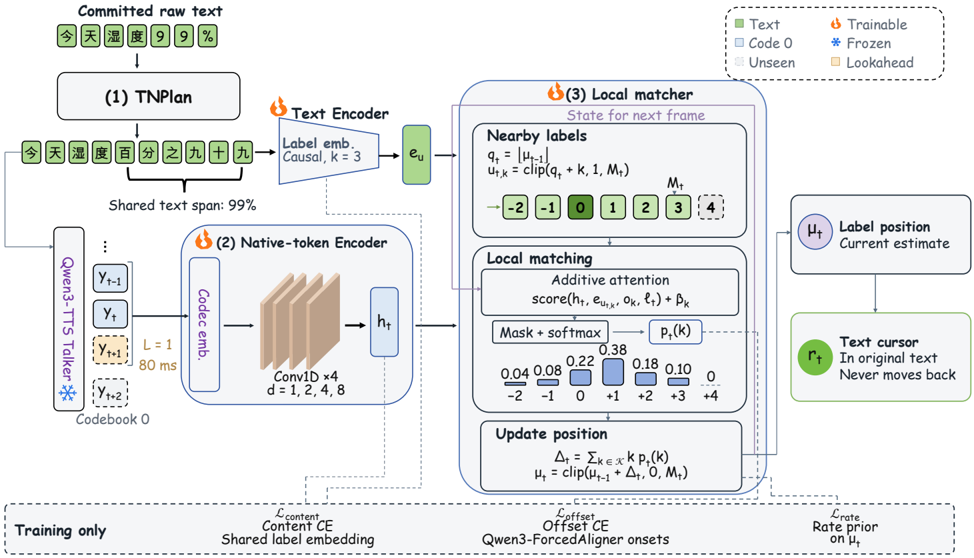 Committed raw text
今 天 湿 度 9 9 %
(1) TNPlan
今 天 湿 度 百 分 之 九 十 九
Shared text span: 99%
Text Encoder
Label emb.
Causal, k = 3
e_u
Text
Code 0
Unseen
Trainable
Frozen
Lookahead
Qwen3-TTS Talker
⋮
y_{t-1}
y_t
y_{t+1}
y_{t+2}
L = 1
80 ms
Codebook 0
(2) Native-token Encoder
Codec emb.
Conv1D ×4
d = 1, 2, 4, 8
h_t
(3) Local matcher
State for next frame
Nearby labels
q_t = ⌊μ_{t-1}⌋
u_{t,k} = clip(q_t + k, 1, M_t)
M_t
-2 -1 0 1 2 3 4
Local matching
Additive attention
score(h_t, e_{u_{t,k}}, o_k, ℓ_t) + β_k
Mask + softmax
p_t(k)
0.04 0.08 0.22 0.38 0.18 0.10 0
-2 -1 0 +1 +2 +3 +4
Update position
Δ_t = ∑_{k ∈ 𝒦} k p_t(k)
μ_t = clip(μ_{t-1} + Δ_t, 0, M_t)
μ_t
Label position
Current estimate
r_t
Text cursor
In original text
Never moves back
Training only
ℒ_content
Content CE
Shared label embedding
ℒ_offset
Offset CE
Qwen3-ForcedAligner onsets
ℒ_rate
Rate prior
on μ_t